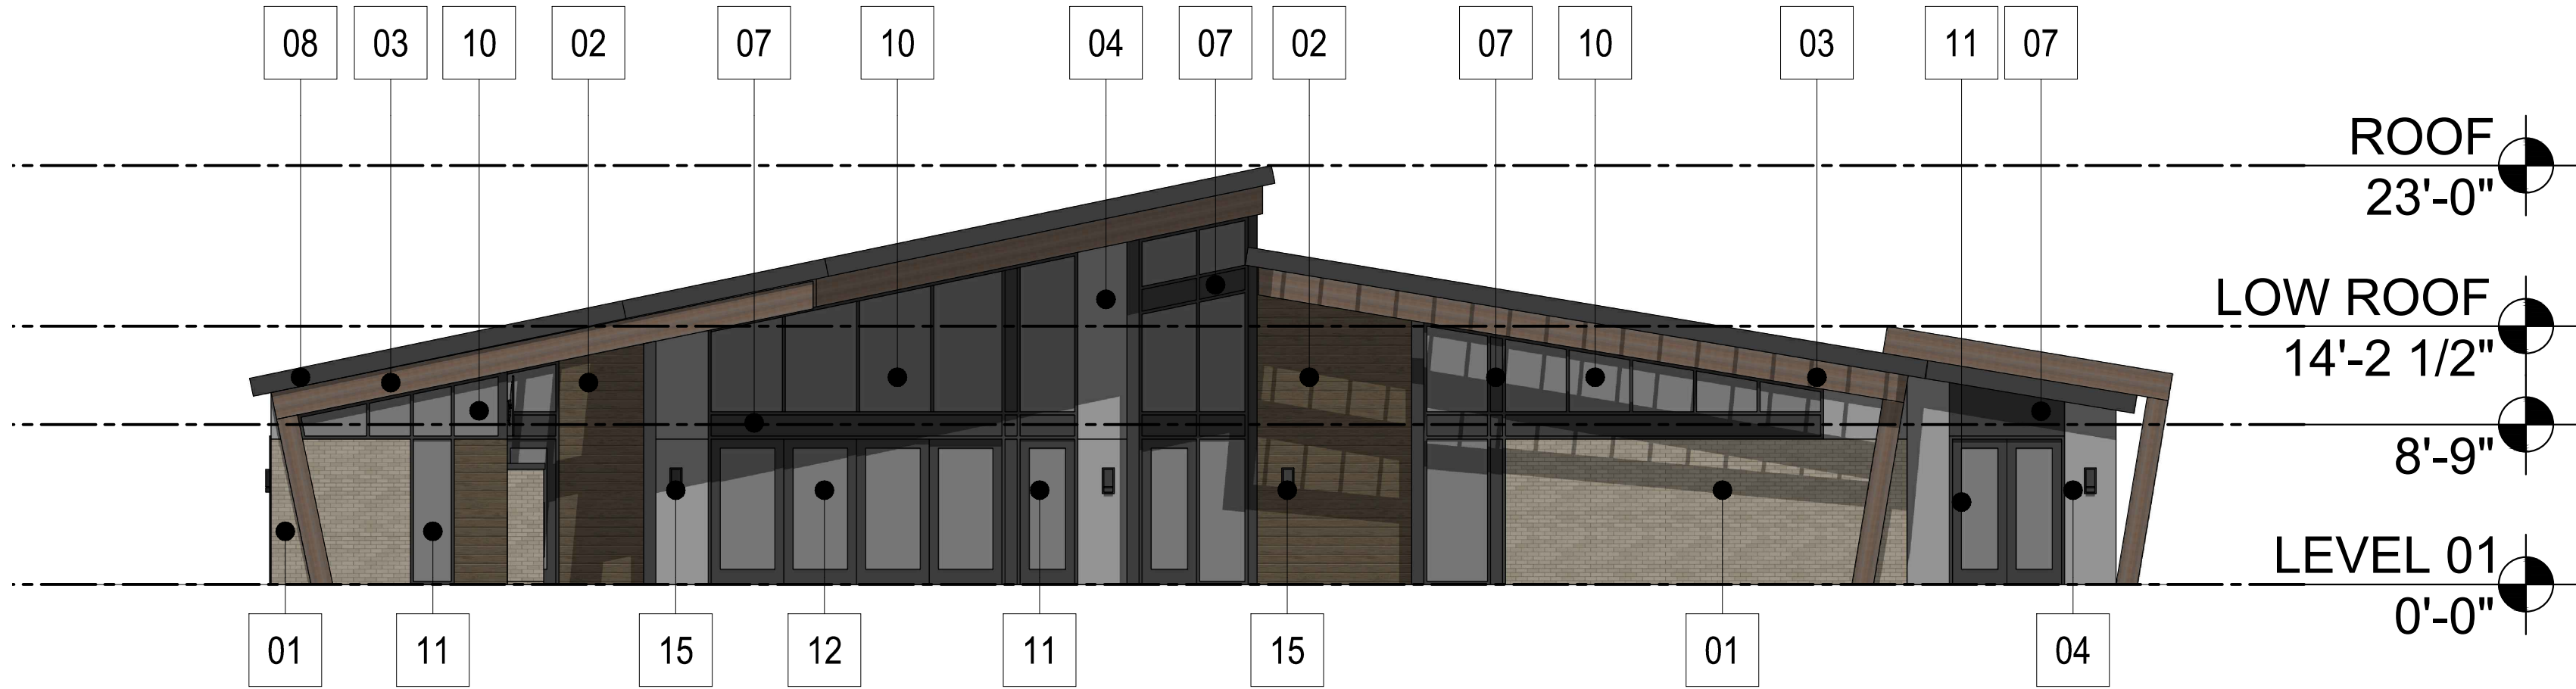 08 03 10 02 07 10 04 07 02 07 10 03 11 07
ROOF
23'-0"
LOW ROOF
14'-2 1/2"
8'-9"
LEVEL 01
0'-0"
01 11 15 12 11 15 01 04